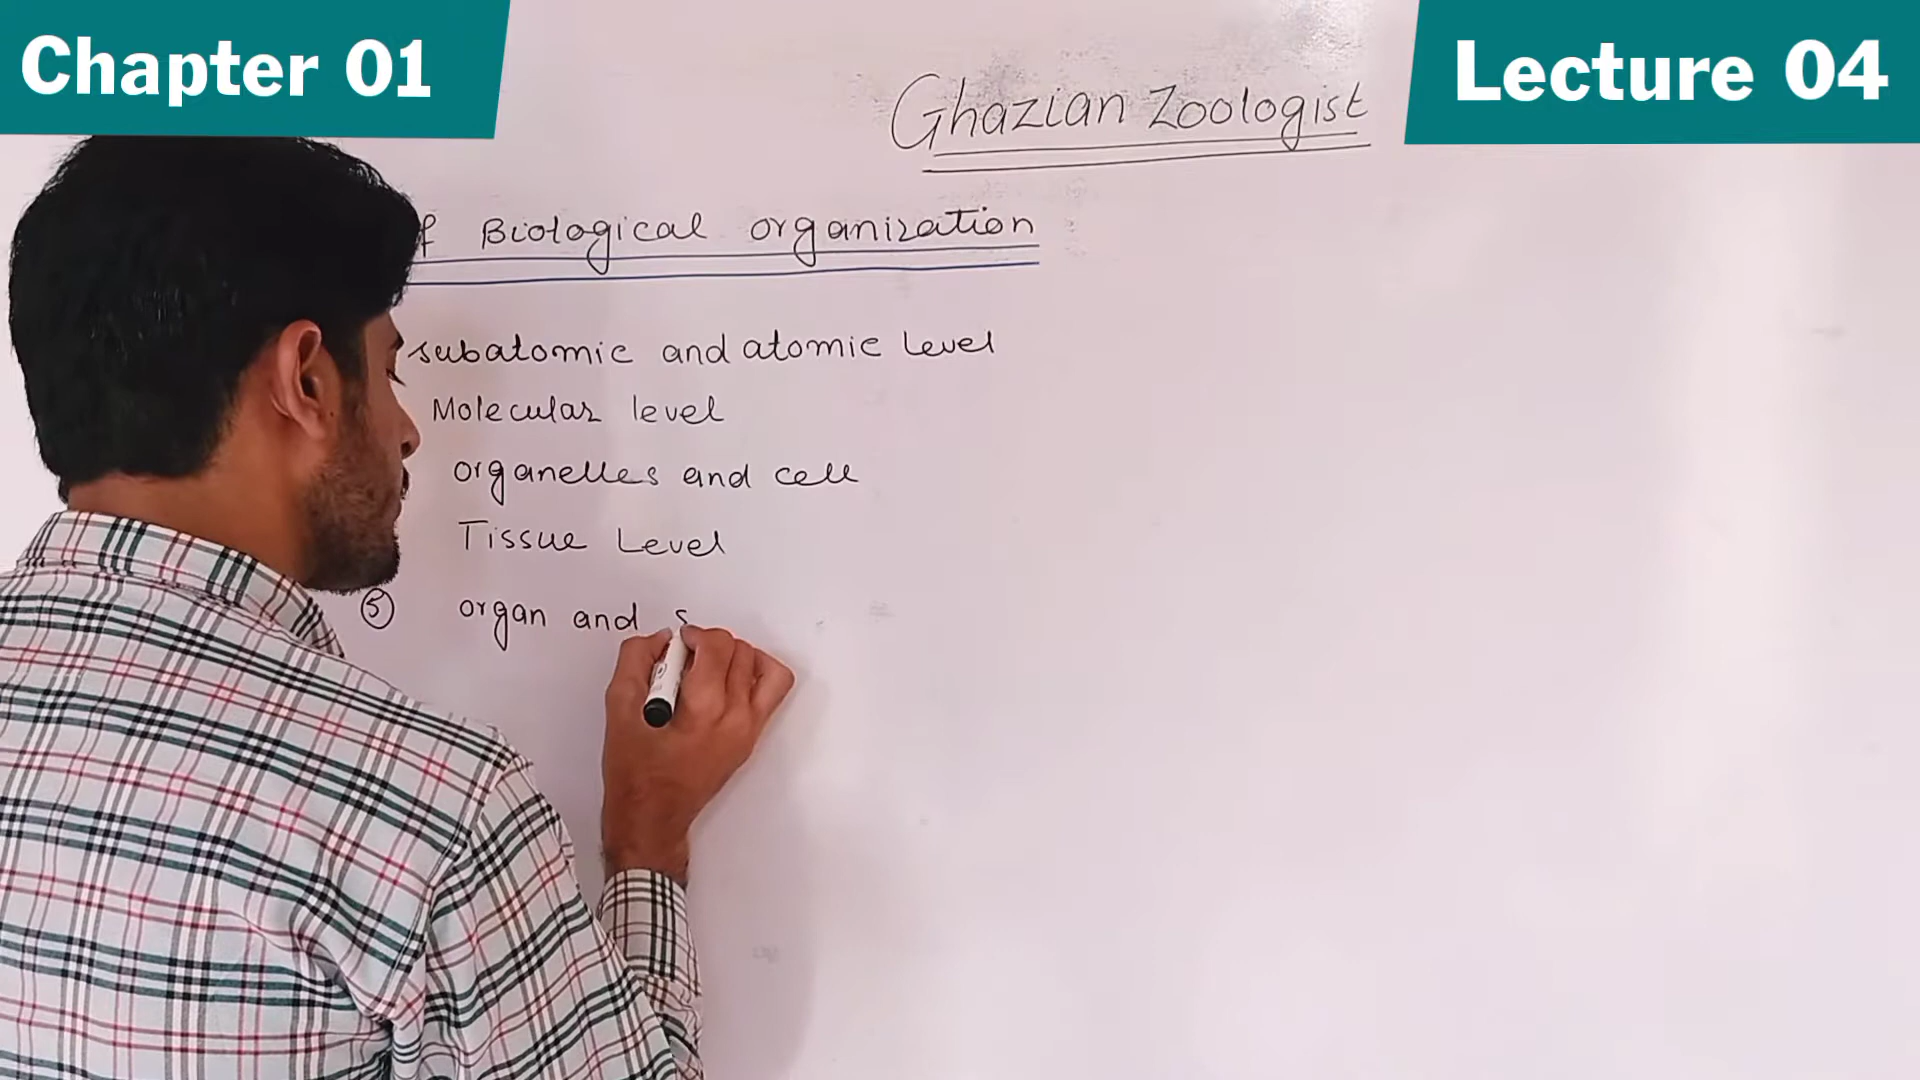 Chapter 01
Lecture 04
Ghazian Zoologist
f Biological organization
subatomic and atomic Level
Molecular level
organelles and cell
Tissue Level
5 organ and s